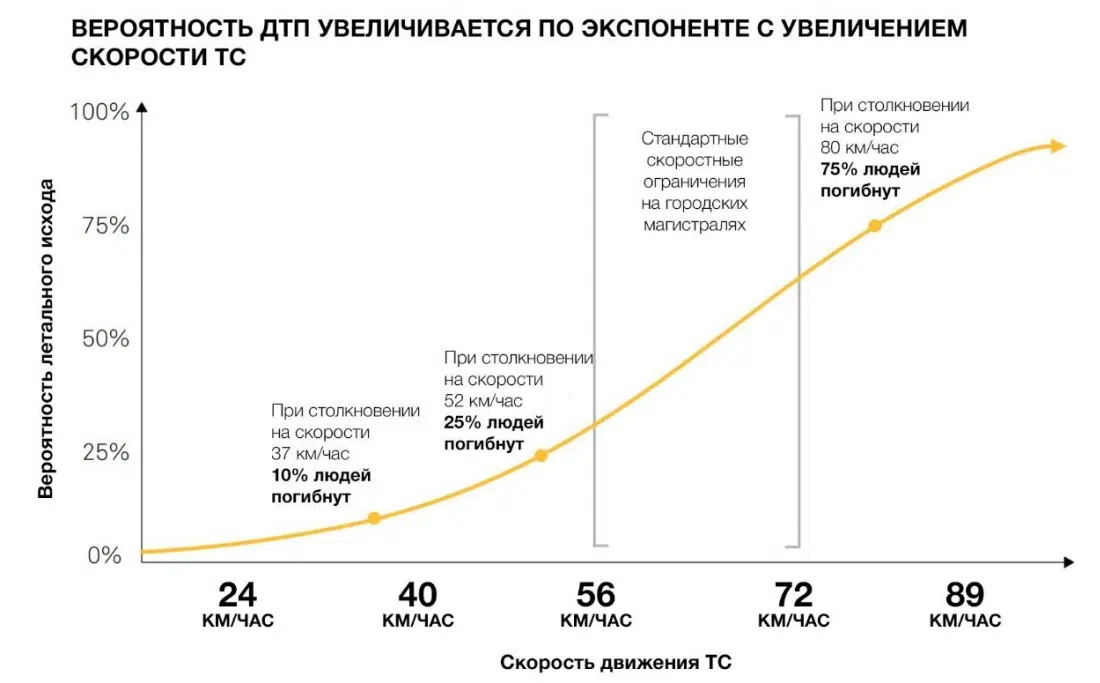 ВЕРОЯТНОСТЬ ДТП УВЕЛИЧИВАЕТСЯ ПО ЭКСПОНЕНТЕ С УВЕЛИЧЕНИЕМ
СКОРОСТИ ТС
Вероятность летального исхода
100%
75%
50%
25%
0%
При столкновении
на скорости
37 км/час
10% людей
погибнут
При столкновении
на скорости
52 км/час
25% людей
погибнут
Стандартные
скоростные
ограничения
на городских
магистралях
При столкновении
на скорости
80 км/час
75% людей
погибнут
24
КМ/ЧАС
40
КМ/ЧАС
56
КМ/ЧАС
72
КМ/ЧАС
89
КМ/ЧАС
Скорость движения ТС